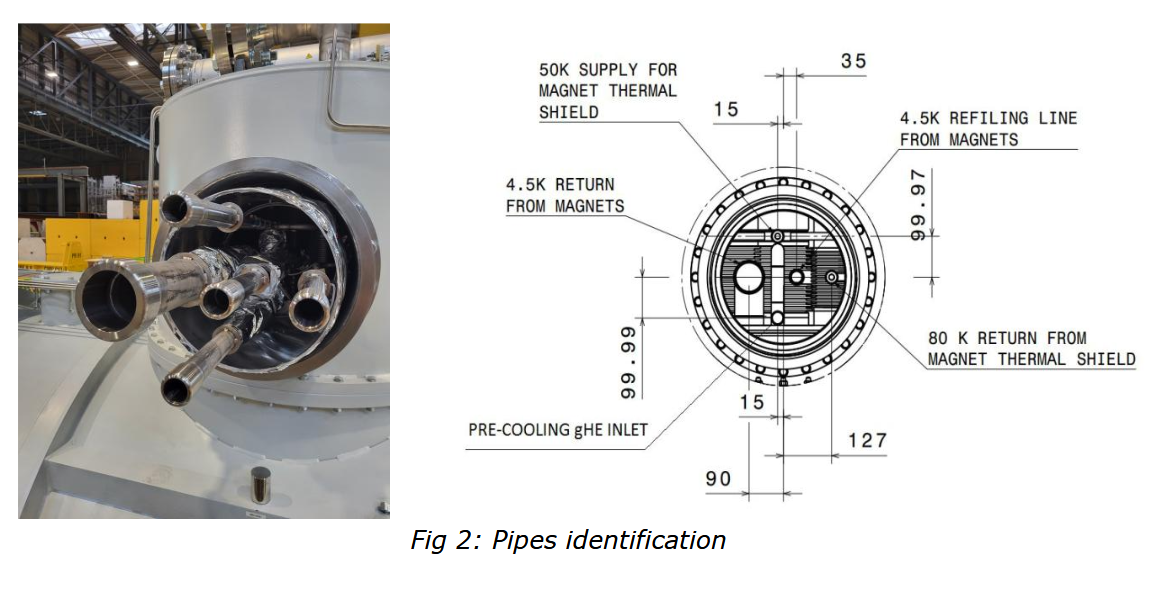 50K SUPPLY FOR
MAGNET THERMAL
SHIELD
35
15
4.5K REFILING LINE
FROM MAGNETS
4.5K RETURN
FROM MAGNETS
99.97
99.99
80 K RETURN FROM
MAGNET THERMAL SHIELD
15
PRE-COOLING gHE INLET
127
90
Fig 2: Pipes identification